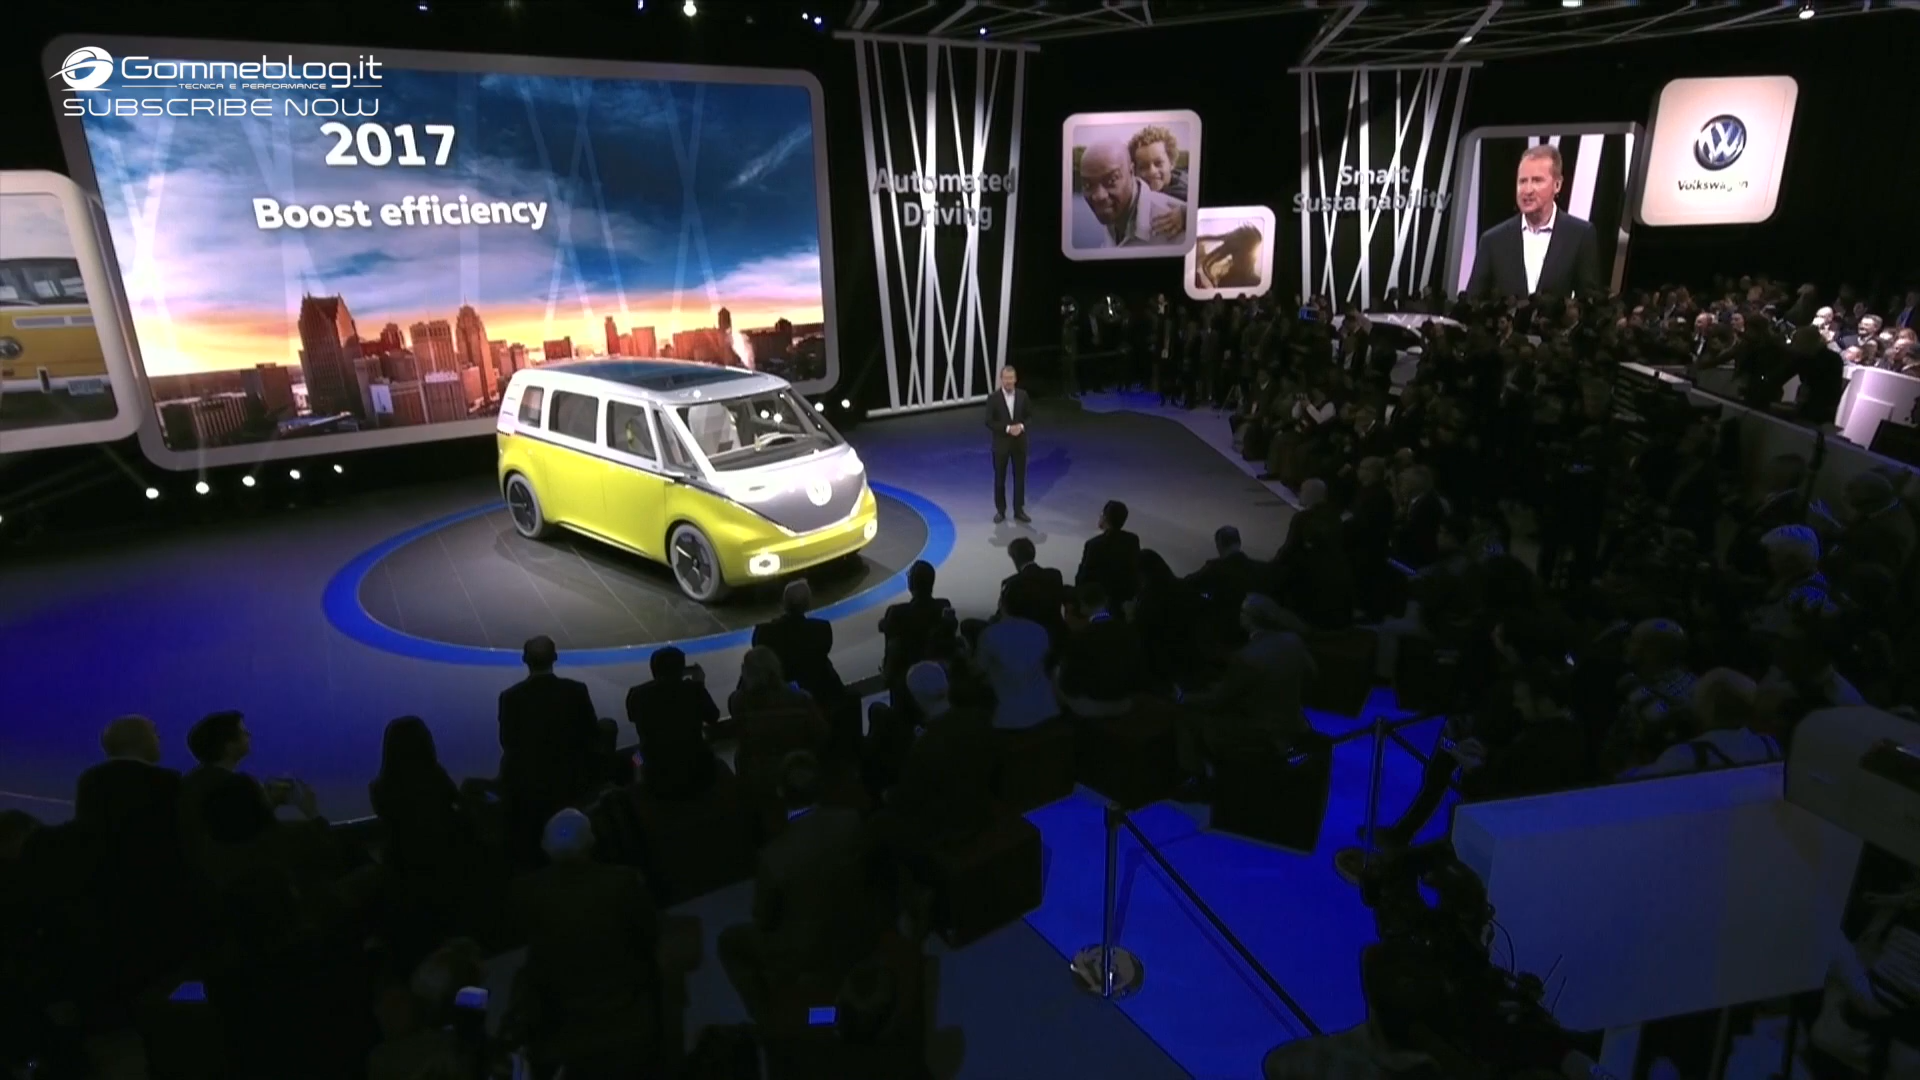 Gommeblog.it
TECNICA E PERFORMANCE
SUBSCRIBE NOW
2017
Boost efficiency
Automated
Driving
Smart
Sustainability
Volkswagen